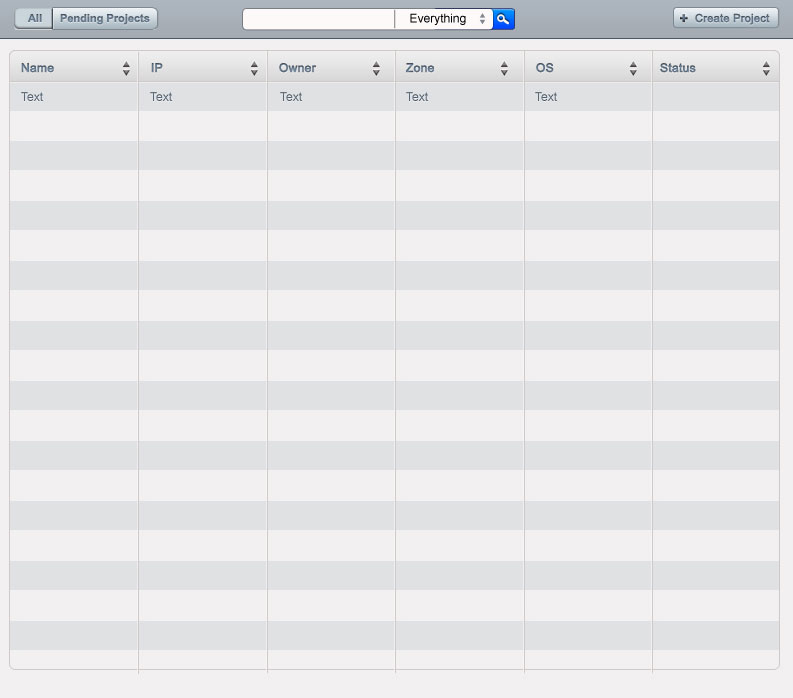 All Pending Projects Everything + Create Project
Name IP Owner Zone OS Status
Text Text Text Text Text